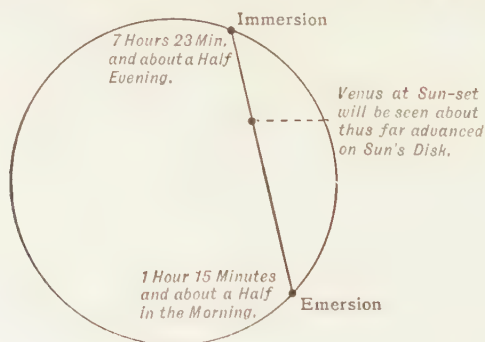 Immersion
7 Hours 23 Min.
and about a Half
Evening.
Venus at Sun-set
will be seen about
thus far advanced
on Sun's Disk.
1 Hour 15 Minutes
and about a Half
in the Morning.
Emersion